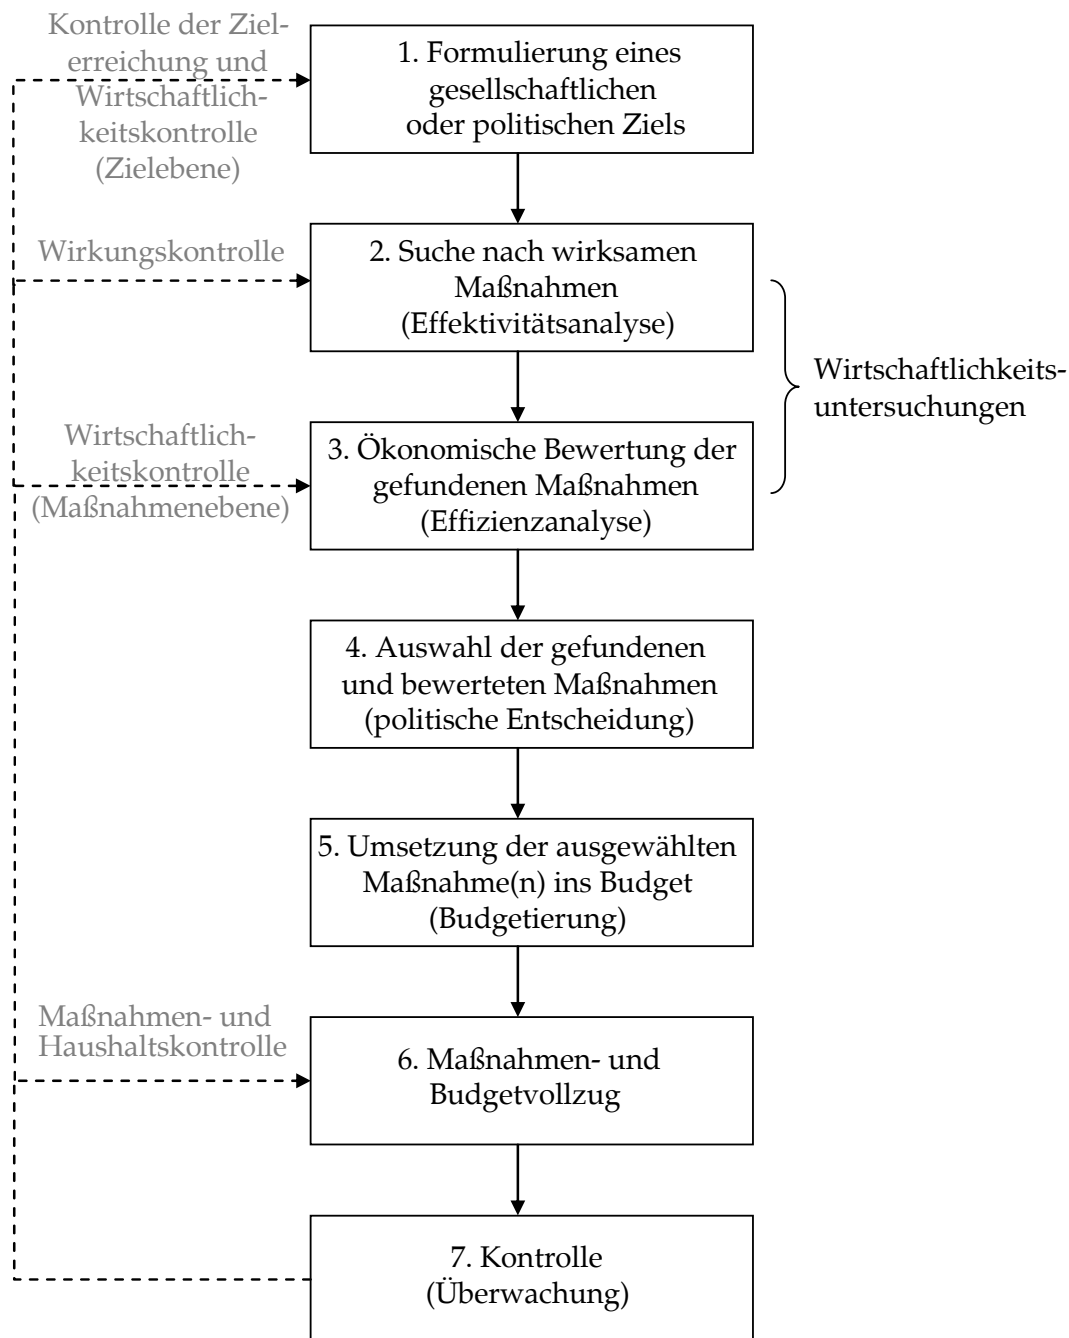 Kontrolle der Ziel-
erreichung und
Wirtschaftlich-
keitskontrolle
(Zielebene)
1. Formulierung eines
gesellschaftlichen
oder politischen Ziels
Wirkungskontrolle
2. Suche nach wirksamen
Maßnahmen
(Effektivitätsanalyse)
Wirtschaftlichkeits-
untersuchungen
Wirtschaftlich-
keitskontrolle
(Maßnahmenebene)
3. Ökonomische Bewertung der
gefundenen Maßnahmen
(Effizienzanalyse)
4. Auswahl der gefundenen
und bewerteten Maßnahmen
(politische Entscheidung)
5. Umsetzung der ausgewählten
Maßnahme(n) ins Budget
(Budgetierung)
Maßnahmen- und
Haushaltskontrolle
6. Maßnahmen- und
Budgetvollzug
7. Kontrolle
(Überwachung)